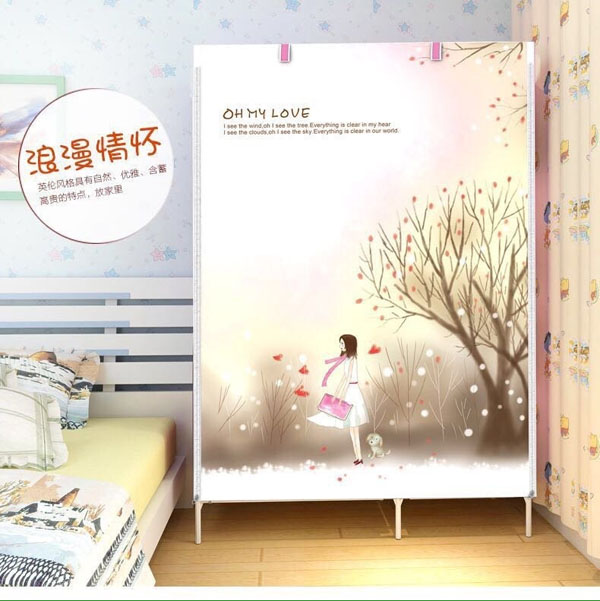 OH MY LOVE
I see the wind,oh I see the tree.Everything is clear in my hear
I see the clouds,oh I see the sky.Everything is clear in our world.
浪漫情怀
英伦风格具有自然、优雅、含蓄
高贵的特点，放家里